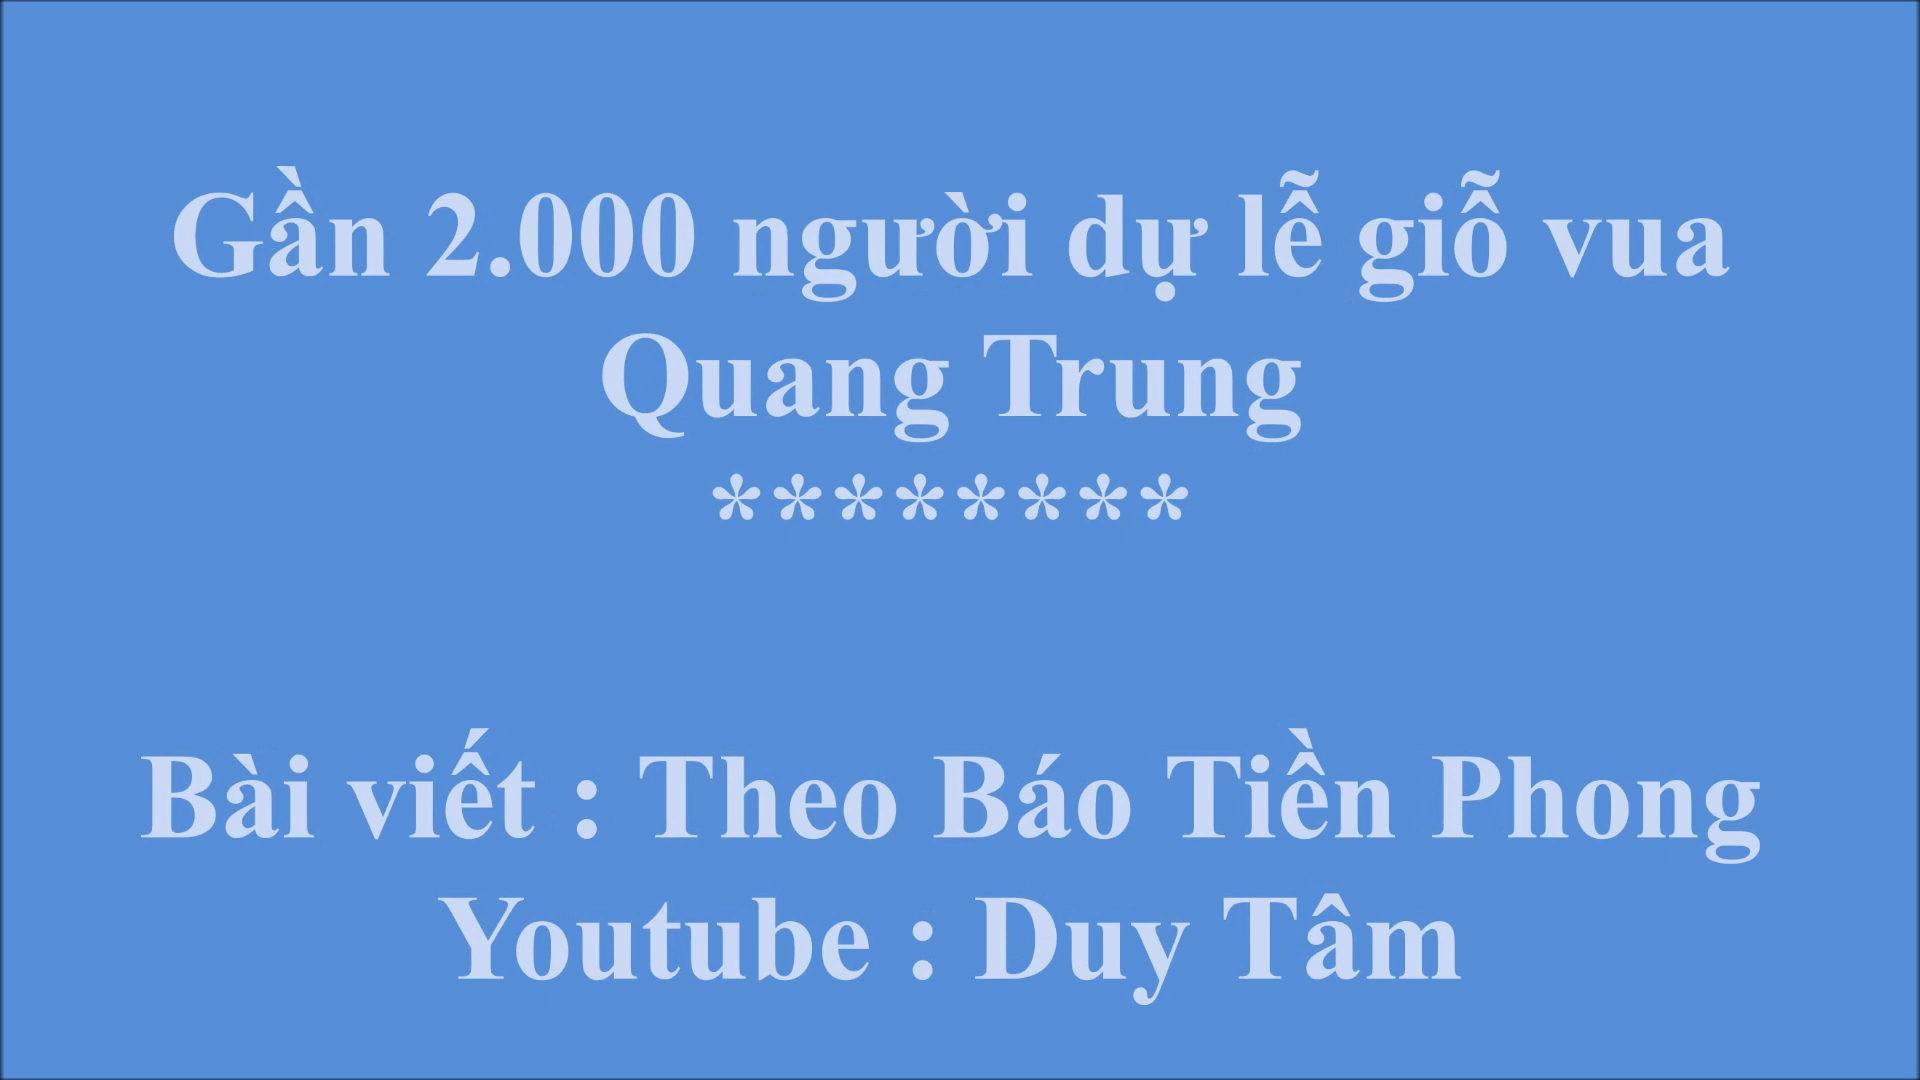 Gần 2.000 người dự lễ giỗ vua
Quang Trung
********
Bài viết : Theo Báo Tiền Phong
Youtube : Duy Tâm